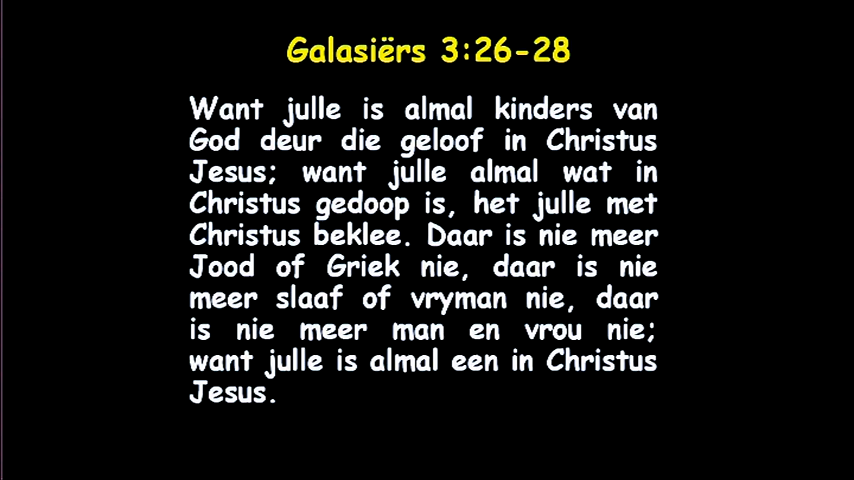 Galasiërs 3:26-28
Want julle is almal kinders van
God deur die geloof in Christus
Jesus; want julle almal wat in
Christus gedoop is, het julle met
Christus beklee. Daar is nie meer
Jood of Griek nie, daar is nie
meer slaaf of vryman nie, daar
is nie meer man en vrou nie;
want julle is almal een in Christus
Jesus.